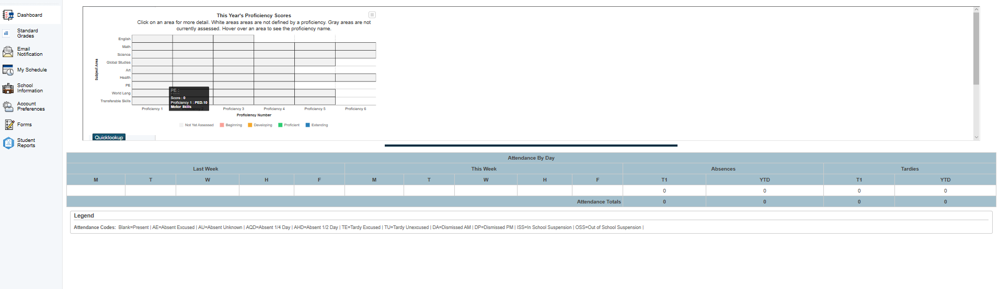 Dashboard
Standard
Grades
Email
Notification
My Schedule
School
Information
Account
Preferences
Forms
Student
Reports
This Year's Proficiency Scores
Click on an area for more detail. White areas areas are not defined by a proficiency. Gray areas are not
currently assessed. Hover over an area to see the proficiency name.
Subject Area
English
Math
Science
Global Studies
Art
Health
PE
World Lang
Transferable Skills
PE :
-----
Score : 0
Proficiency 1 : PED.10
Motor Skills
Proficiency 1 Proficiency 3 Proficiency 4 Proficiency 5 Proficiency 6
Proficiency Number
Not Yet Assessed Beginning Developing Proficient Extending
Quicklookup
Attendance By Day
Last Week This Week Absences Tardies
M T W H F M T W H F T1 YTD T1 YTD
0 0 0 0
Attendance Totals 0 0 0 0
Legend
Attendance Codes: Blank=Present | AE=Absent Excused | AU=Absent Unknown | AQD=Absent 1/4 Day | AHD=Absent 1/2 Day | TE=Tardy Excused | TU=Tardy Unexcused | DA=Dismissed AM | DP=Dismissed PM | ISS=In School Suspension | OSS=Out of School Suspension |